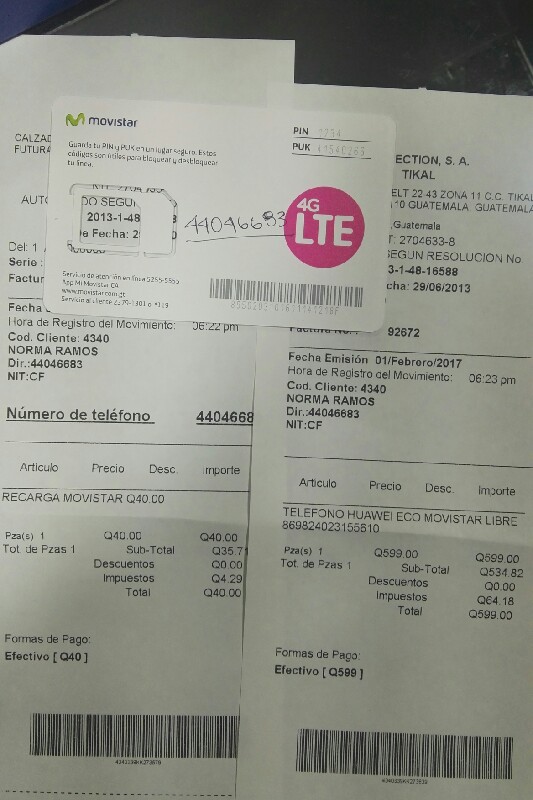 movistar
Guarda tu PIN y PUK en un lugar seguro. Estos
códigos son útiles para bloquear y desbloquear
tu línea.
PIN
PUK
4G
LTE
44046683
DO SEGUN
2013-1-48
e Fecha: 2
Servicio de atención en línea
App Mi Movistar CA
www.movistar.com.gt
Servicio al cliente
CALZAD
FUTURA
AUTO
Del: 1
Serie:
Factur
Fecha
Hora de Registro del Movimiento: 06:22 pm
Cod. Cliente: 4340
NORMA RAMOS
Dir.:44046683
NIT:CF
Número de teléfono 4404668
Articulo Precio Desc. Importe
RECARGA MOVISTAR Q40.00
Pza(s) 1 Q40.00 Q40.00
Tot. de Pzas 1 Sub-Total Q35.71
Descuentos Q0.00
Impuestos Q4.29
Total Q40.00
Formas de Pago:
Efectivo [ Q40 ]
ECTION, S. A.
TIKAL
ELT 22-43 ZONA 11 C.C. TIKAL
10 GUATEMALA, GUATEMALA
,Guatemala
T: 2704633-8
SEGUN RESOLUCION No
3-1-48-16588
cha: 29/06/2013
Factura No.: 92672
Fecha Emisión 01/Febrero/2017
Hora de Registro del Movimiento: 06:23 pm
Cod. Cliente: 4340
NORMA RAMOS
Dir.:44046683
NIT:CF
Articulo Precio Desc. Importe
TELEFONO HUAWEI ECO MOVISTAR LIBRE
869824023155610
Pza(s) 1 Q599.00 Q599.00
Tot. de Pzas 1 Sub-Total Q534.82
Descuentos Q0.00
Impuestos Q64.18
Total Q599.00
Formas de Pago:
Efectivo [ Q599 ]